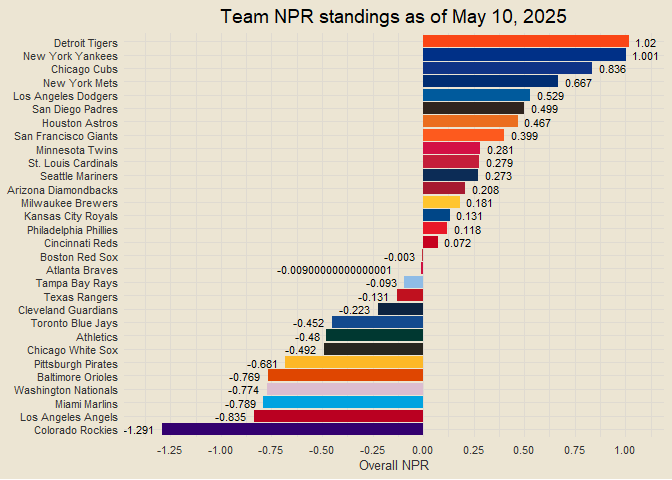 Team NPR standings as of May 10, 2025
Detroit Tigers 1.02
New York Yankees 1.001
Chicago Cubs 0.836
New York Mets 0.667
Los Angeles Dodgers 0.529
San Diego Padres 0.499
Houston Astros 0.467
San Francisco Giants 0.399
Minnesota Twins 0.281
St. Louis Cardinals 0.279
Seattle Mariners 0.273
Arizona Diamondbacks 0.208
Milwaukee Brewers 0.181
Kansas City Royals 0.131
Philadelphia Phillies 0.118
Cincinnati Reds 0.072
Boston Red Sox -0.003
Atlanta Braves -0.00900000000000001
Tampa Bay Rays -0.093
Texas Rangers -0.131
Cleveland Guardians -0.223
Toronto Blue Jays -0.452
Athletics -0.48
Chicago White Sox -0.492
Pittsburgh Pirates -0.681
Baltimore Orioles -0.769
Washington Nationals -0.774
Miami Marlins -0.789
Los Angeles Angels -0.835
Colorado Rockies -1.291
-1.25 -1.00 -0.75 -0.50 -0.25 0.00 0.25 0.50 0.75 1.00
Overall NPR